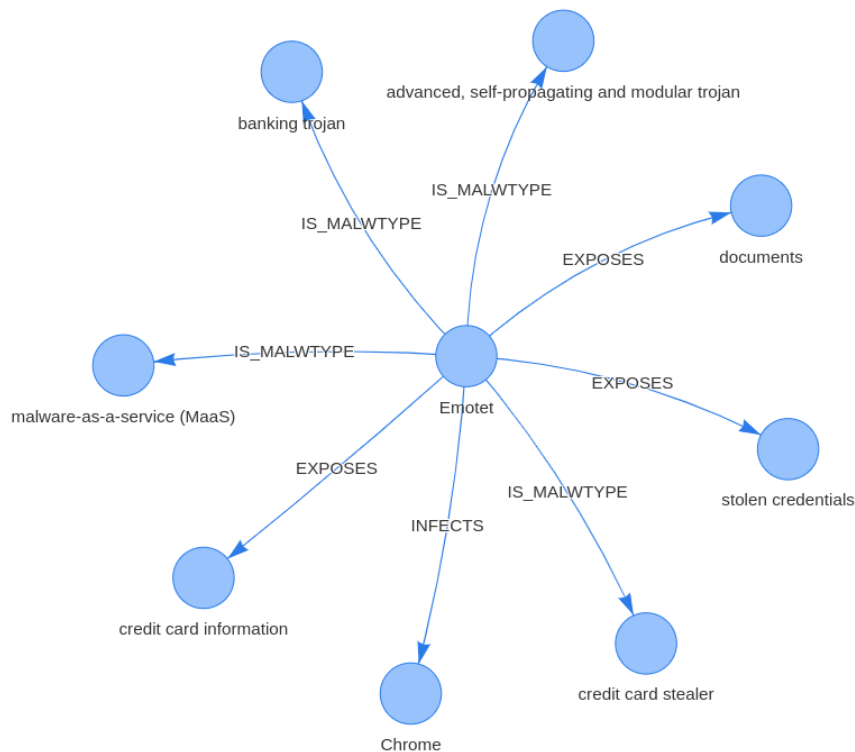 advanced, self-propagating and modular trojan
banking trojan
IS_MALWTYPE
IS_MALWTYPE
documents
EXPOSES
IS_MALWTYPE
EXPOSES
Emotet
malware-as-a-service (MaaS)
EXPOSES
IS_MALWTYPE
stolen credentials
INFECTS
credit card information
credit card stealer
Chrome